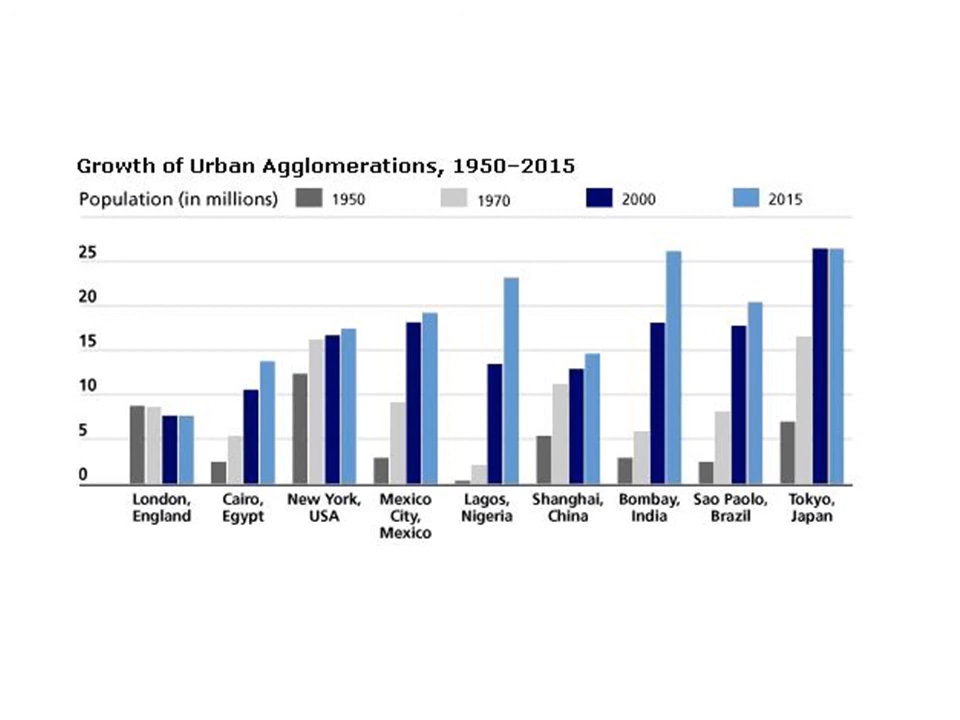 Growth of Urban Agglomerations, 1950–2015
Population (in millions) 1950 1970 2000 2015
25
20
15
10
5
0
London, Cairo, New York, Mexico Lagos, Shanghai, Bombay, Sao Paolo, Tokyo,
England Egypt USA City, Nigeria China India Brazil Japan
Mexico